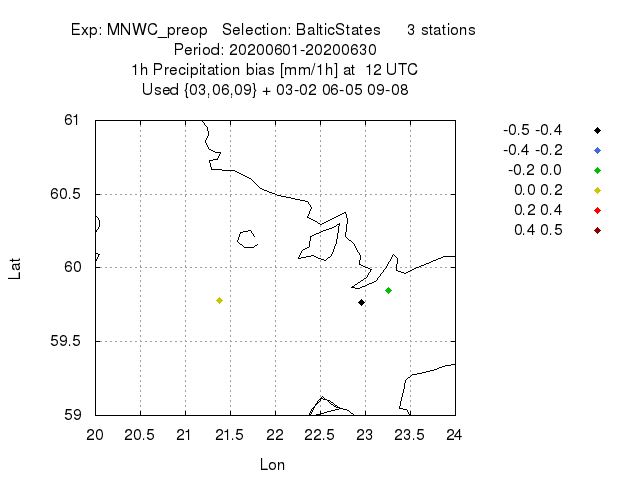 Exp: MNWC_preop   Selection: BalticStates      3 stations
Period: 20200601-20200630
1h Precipitation bias [mm/1h] at  12 UTC
Used {03,06,09} + 03-02 06-05 09-08
61
60.5
60
59.5
59
Lat
20 20.5 21 21.5 22 22.5 23 23.5 24
Lon
-0.5 -0.4
-0.4 -0.2
-0.2 0.0
0.0 0.2
0.2 0.4
0.4 0.5